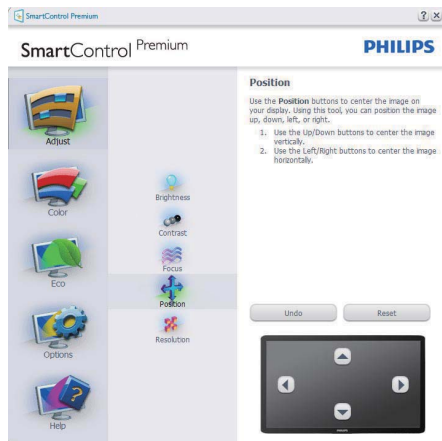 SmartControl Premium
? X
SmartControl Premium
PHILIPS
Adjust
Color
Eco
Options
Help
Brightness
Contrast
Focus
Position
Resolution
Position
Use the Position buttons to center the image on
your display. Using this tool, you can position the image
up, down, left, or right.
1. Use the Up/Down buttons to center the image
vertically.
2. Use the Left/Right buttons to center the image
horizontally.
Undo
Reset
PHILIPS